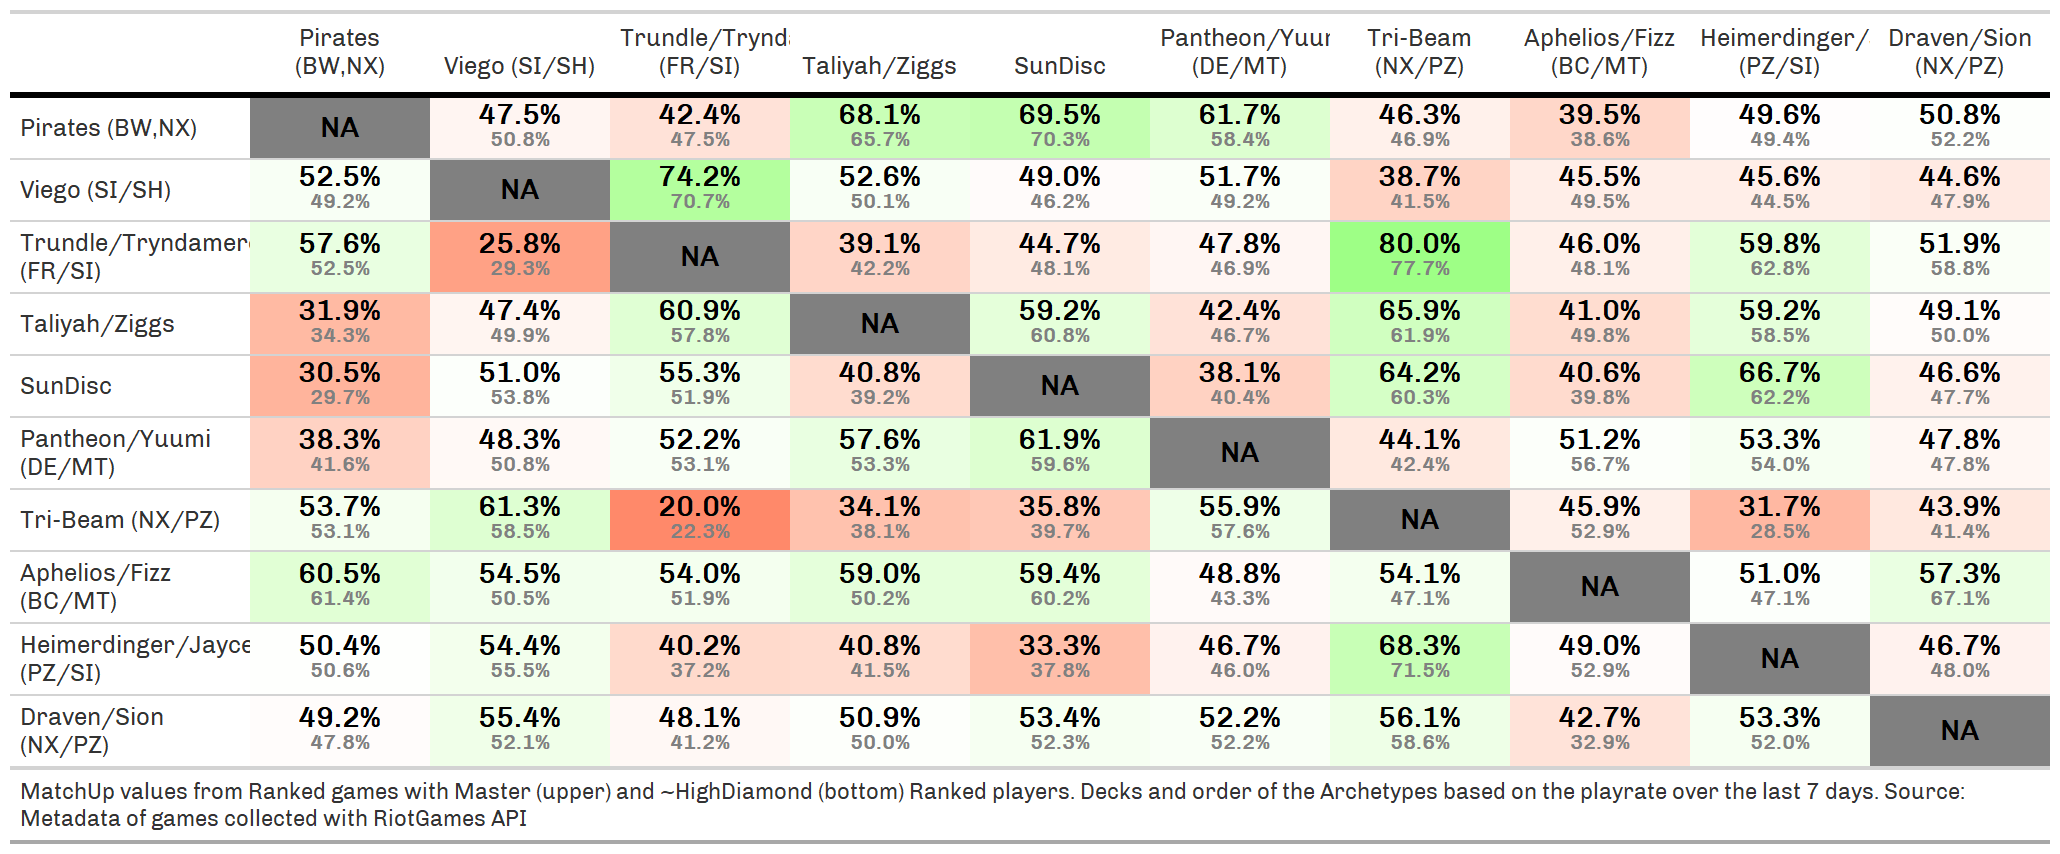 Pirates (BW,NX) Viego (SI/SH) Trundle/Trynda (FR/SI) Taliyah/Ziggs SunDisc Pantheon/Yuur (DE/MT) Tri-Beam (NX/PZ) Aphelios/Fizz (BC/MT) Heimerdinger/ (PZ/SI) Draven/Sion (NX/PZ)
Pirates (BW,NX) NA 47.5% 42.4% 68.1% 69.5% 61.7% 46.3% 39.5% 49.6% 50.8%
50.8% 47.5% 65.7% 70.3% 58.4% 46.9% 38.6% 49.4% 52.2%
Viego (SI/SH) 52.5% NA 74.2% 52.6% 49.0% 51.7% 38.7% 45.5% 45.6% 44.6%
49.2% 70.7% 50.1% 46.2% 49.2% 41.5% 49.5% 44.5% 47.9%
Trundle/Tryndamer 57.6% 25.8% NA 39.1% 44.7% 47.8% 80.0% 46.0% 59.8% 51.9%
(FR/SI) 52.5% 29.3% 42.2% 48.1% 46.9% 77.7% 48.1% 62.8% 58.8%
Taliyah/Ziggs 31.9% 47.4% 60.9% NA 59.2% 42.4% 65.9% 41.0% 59.2% 49.1%
34.3% 49.9% 57.8% 60.8% 46.7% 61.9% 49.8% 58.5% 50.0%
SunDisc 30.5% 51.0% 55.3% 40.8% NA 38.1% 64.2% 40.6% 66.7% 46.6%
29.7% 53.8% 51.9% 39.2% 40.4% 60.3% 39.8% 62.2% 47.7%
Pantheon/Yuumi 38.3% 48.3% 52.2% 57.6% 61.9% NA 44.1% 51.2% 53.3% 47.8%
(DE/MT) 41.6% 50.8% 53.1% 53.3% 59.6% 42.4% 56.7% 54.0% 47.8%
Tri-Beam (NX/PZ) 53.7% 61.3% 20.0% 34.1% 35.8% 55.9% NA 45.9% 31.7% 43.9%
53.1% 58.5% 22.3% 38.1% 39.7% 57.6% 52.9% 28.5% 41.4%
Aphelios/Fizz 60.5% 54.5% 54.0% 59.0% 59.4% 48.8% 54.1% NA 51.0% 57.3%
(BC/MT) 61.4% 50.5% 51.9% 50.2% 60.2% 43.3% 47.1% 47.1% 67.1%
Heimerdinger/Jayce 50.4% 54.4% 40.2% 40.8% 33.3% 46.7% 68.3% 49.0% NA 46.7%
(PZ/SI) 50.6% 55.5% 37.2% 41.5% 37.8% 46.0% 71.5% 52.9% 48.0%
Draven/Sion 49.2% 55.4% 48.1% 50.9% 53.4% 52.2% 56.1% 42.7% 53.3% NA
(NX/PZ) 47.8% 52.1% 41.2% 50.0% 52.3% 52.2% 58.6% 32.9% 52.0%
MatchUp values from Ranked games with Master (upper) and ~HighDiamond (bottom) Ranked players. Decks and order of the Archetypes based on the playrate over the last 7 days. Source:
Metadata of games collected with RiotGames API